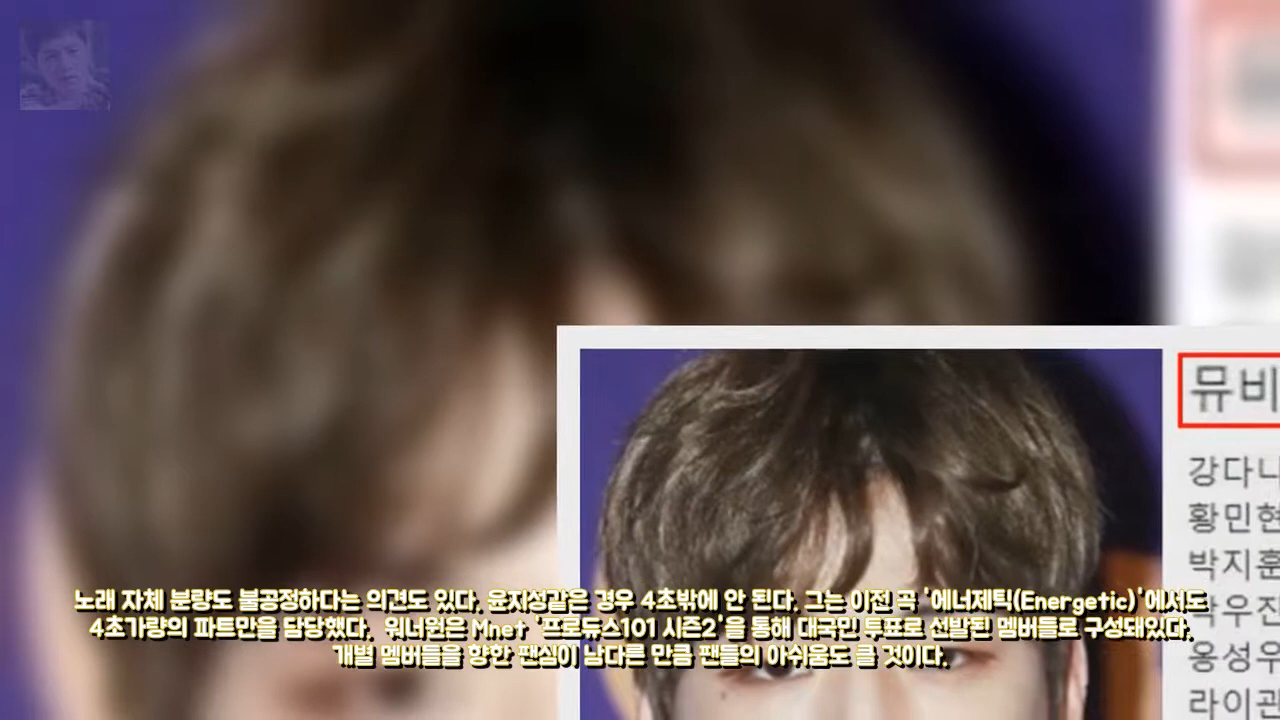 뮤비
강다니
황민현
박지훈
박우진
옹성우
라이관
노래 자체 분량도 불공정하다는 의견도 있다. 윤지성같은 경우 4초밖에 안 된다. 그는 이전 곡 '에너제틱(Energetic)'에서도
4초가량의 파트만을 담당했다. 워너원은 Mnet '프로듀스101 시즌2'을 통해 대국민 투표로 선발된 멤버들로 구성돼있다.
개별 멤버들을 향한 팬심이 남다른 만큼 팬들의 아쉬움도 클 것이다.